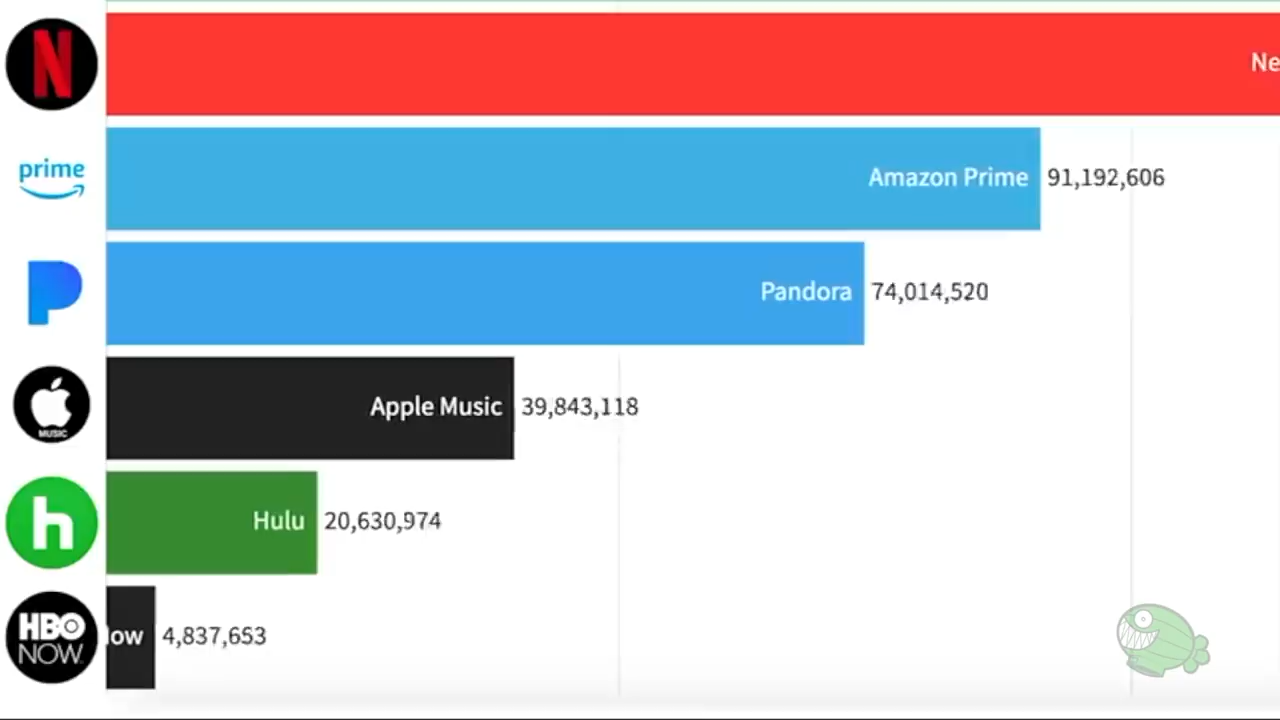 N
Ne
prime
Amazon Prime 91,192,606
Pandora 74,014,520
MUSIC
Apple Music 39,843,118
h
Hulu 20,630,974
HBO
NOW
low 4,837,653